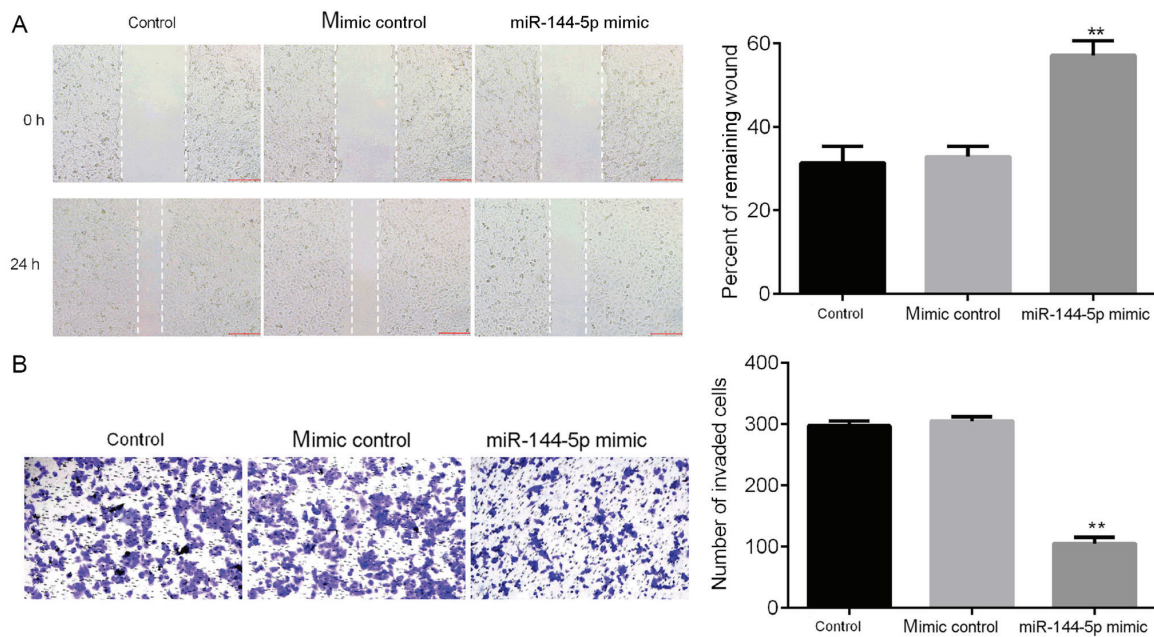 A
Control
Mimic control
miR-144-5p mimic
0 h
24 h
Percent of remaining wound
60
40
20
0
**
Control
Mimic control
miR-144-5p mimic
B
Control
Mimic control
miR-144-5p mimic
Number of invaded cells
400
300
200
100
0
**
Control
Mimic control
miR-144-5p mimic